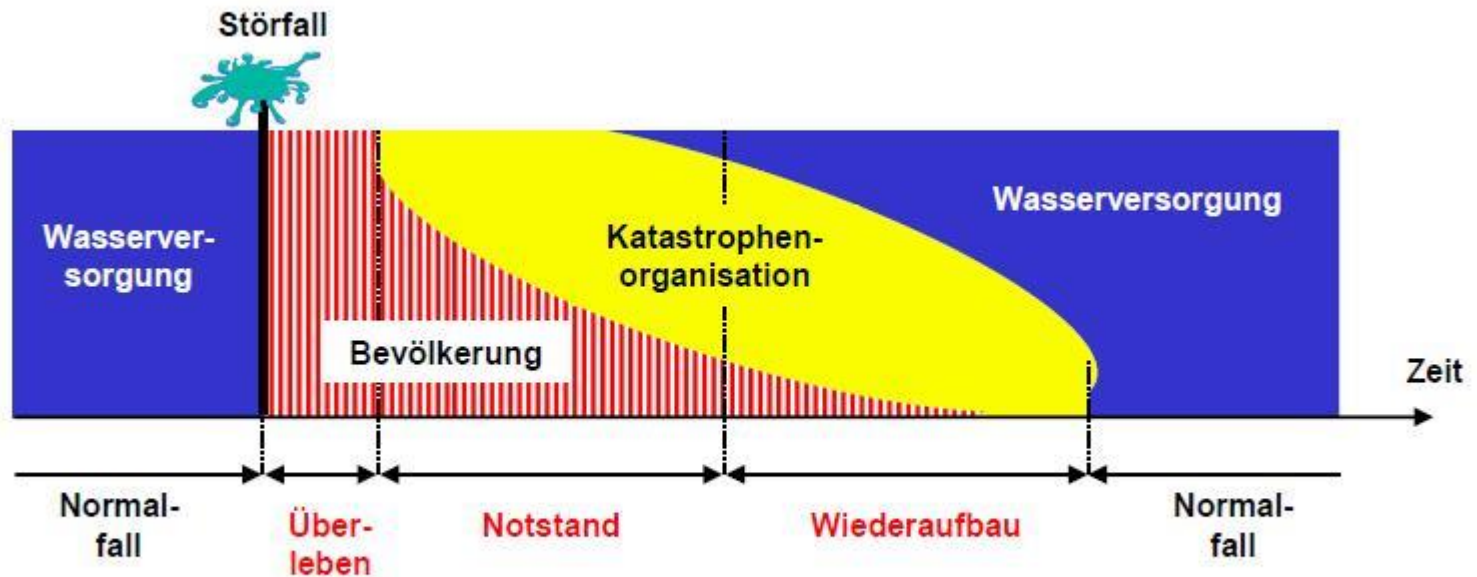 Störfall
Wasserver-
sorgung
Bevölkerung
Katastrophen-
organisation
Wasserversorgung
Zeit
Normal-
fall
Über-
leben
Notstand
Wiederaufbau
Normal-
fall